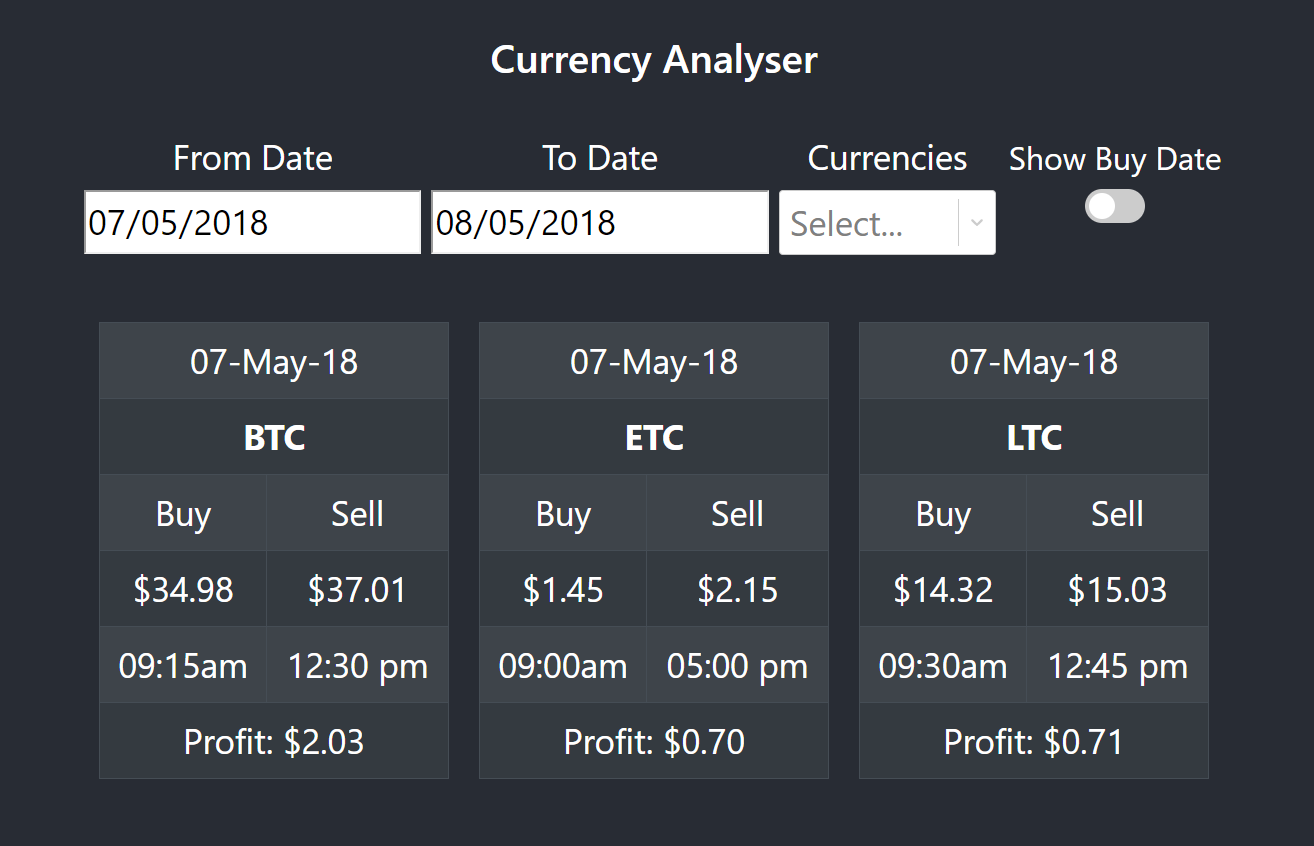 Currency Analyser
From Date To Date Currencies Show Buy Date
07/05/2018 08/05/2018 Select...
07-May-18 07-May-18 07-May-18
BTC ETC LTC
Buy Sell Buy Sell Buy Sell
$34.98 $37.01 $1.45 $2.15 $14.32 $15.03
09:15am 12:30 pm 09:00am 05:00 pm 09:30am 12:45 pm
Profit: $2.03 Profit: $0.70 Profit: $0.71